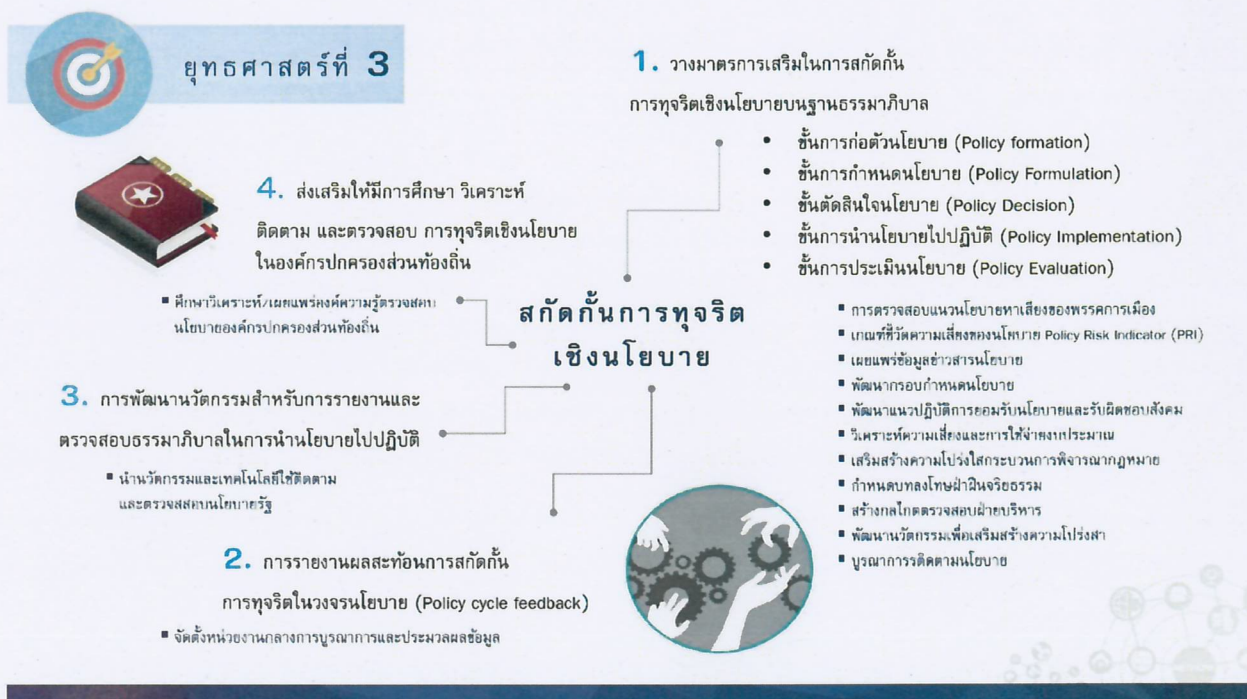 ยุทธศาสตร์ที่ 3
1. วางมาตรการเสริมในการสกัดกั้น
การทุจริตเชิงนโยบายบนฐานธรรมาภิบาล
• ขั้นการก่อตัวนโยบาย (Policy formation)
• ขั้นการกำหนดนโยบาย (Policy Formulation)
• ขั้นตัดสินใจนโยบาย (Policy Decision)
• ขั้นการนำนโยบายไปปฏิบัติ (Policy Implementation)
• ขั้นการประเมินนโยบาย (Policy Evaluation)
▪ การตรวจสอบแนวนโยบายหาเสียงของพรรคการเมือง
▪ เกณฑ์ชี้วัดความเสี่ยงของนโยบาย Policy Risk Indicator (PRI)
▪ เผยแพร่ข้อมูลข่าวสารนโยบาย
▪ พัฒนากรอบกำหนดนโยบาย
▪ พัฒนาแนวปฏิบัติการยอมรับนโยบายและรับผิดชอบสังคม
▪ วิเคราะห์ความเสี่ยงและการใช้จ่ายงบประมาณ
▪ เสริมสร้างความโปร่งใสกระบวนการพิจารณากฎหมาย
▪ กำหนดบทลงโทษฝ่าฝืนจริยธรรม
▪ สร้างกลไกตตรวจสอบฝ่ายบริหาร
▪ พัฒนานวัตกรรมเพื่อเสริมสร้างความโปร่งสา
▪ บูรณาการรติดตามนโยบาย
4. ส่งเสริมให้มีการศึกษา วิเคราะห์
ติดตาม และตรวจสอบ การทุจริตเชิงนโยบาย
ในองค์กรปกครองส่วนท้องถิ่น
▪ ศึกษาวิเคราะห์/เผยแพร่องค์ความรู้ตรวจสอบ
นโยบายองค์กรปกครองส่วนท้องถิ่น
สกัดกั้นการทุจริต
เชิงนโยบาย
3. การพัฒนานวัตกรรมสำหรับการรายงานและ
ตรวจสอบธรรมาภิบาลในการนำนโยบายไปปฏิบัติ
▪ นำนวัตกรรมและเทคโนโลยีใช้ติดตาม
และตรวจสสอบนโยบายรัฐ
2. การรายงานผลสะท้อนการสกัดกั้น
การทุจริตในวงจรนโยบาย (Policy cycle feedback)
▪ จัดตั้งหน่วยงานกลางการบูรณาการและประมวลผลข้อมูล